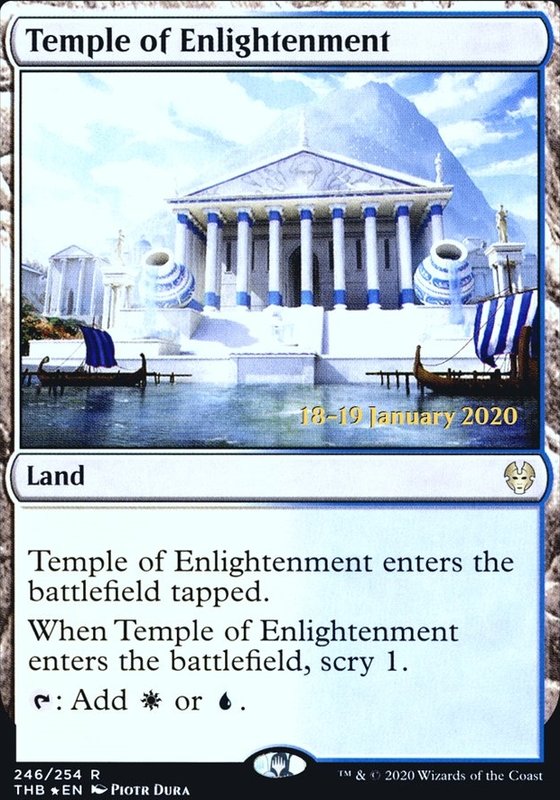 Temple of Enlightenment
18-19 January 2020
Land
Temple of Enlightenment enters the
battlefield tapped.
When Temple of Enlightenment
enters the battlefield, scry 1.
: Add or .
246/254 R
THB ★ EN Piotr Dura
™ & © 2020 Wizards of the Coast